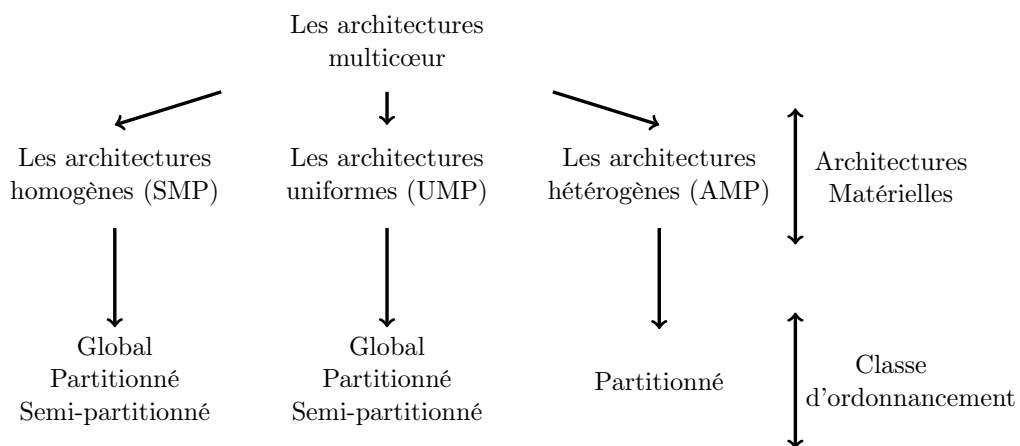 Les architectures
multicœur
Les architectures
homogènes (SMP)
Les architectures
uniformes (UMP)
Les architectures
hétérogènes (AMP)
Architectures
Matérielles
Global
Partitionné
Semi-partitionné
Global
Partitionné
Semi-partitionné
Partitionné
Classe
d'ordonnancement